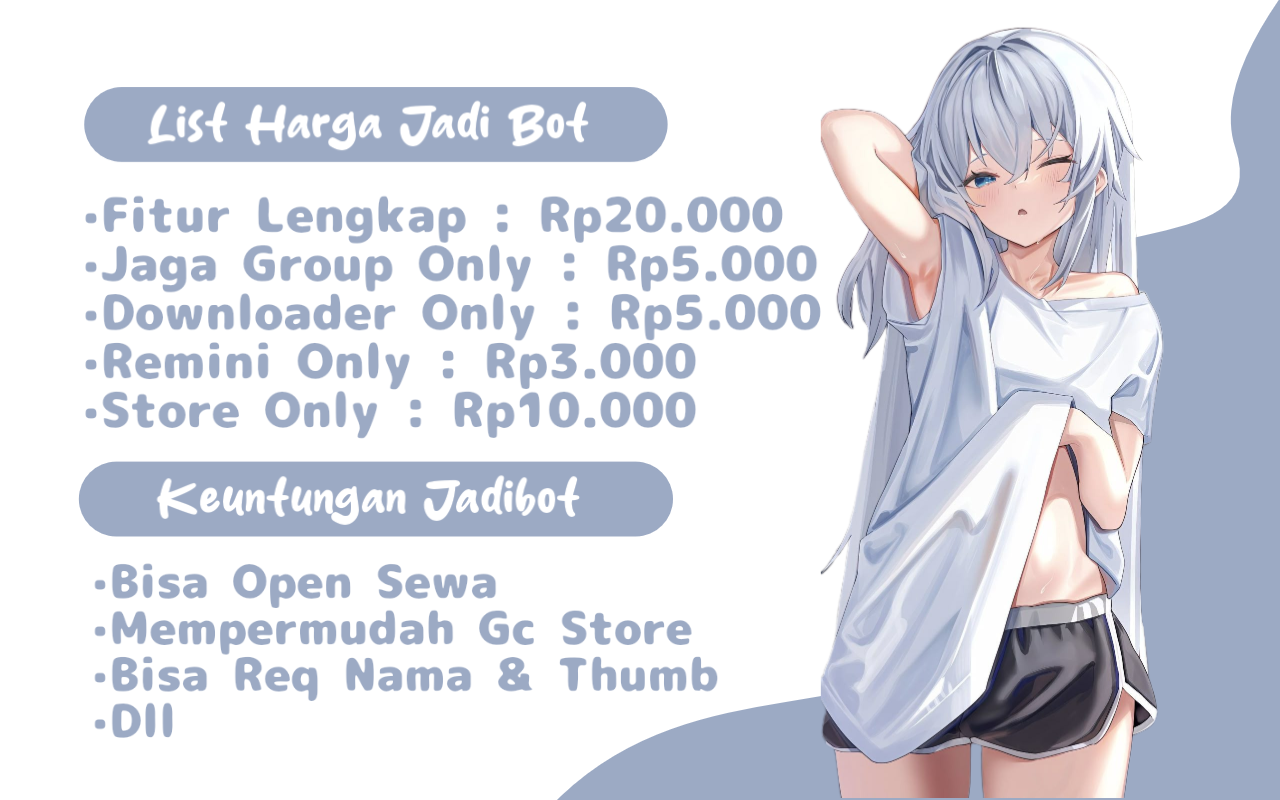 List Harga Jadi Bot
·Fitur Lengkap : Rp20.000
·Jaga Group Only : Rp5.000
·Downloader Only : Rp5.000
·Remini Only : Rp3.000
·Store Only : Rp10.000
Keuntungan Jadibot
·Bisa Open Sewa
·Mempermudah Gc Store
·Bisa Req Nama & Thumb
·Dll